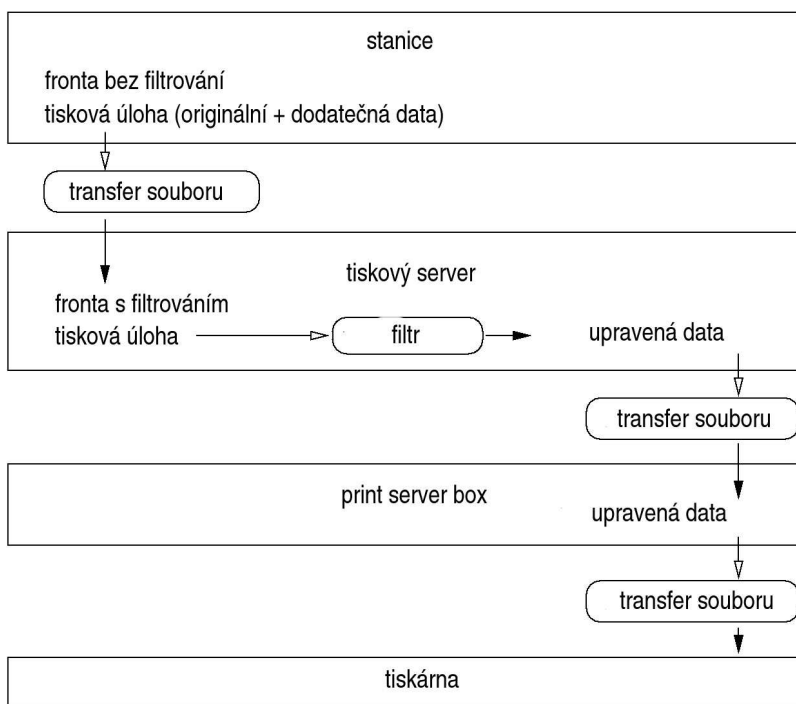 stanice
fronta bez filtrování
tisková úloha (originální + dodatečná data)
transfer souboru
tiskový server
fronta s filtrováním
tisková úloha
filtr
upravená data
transfer souboru
print server box
upravená data
transfer souboru
tiskárna